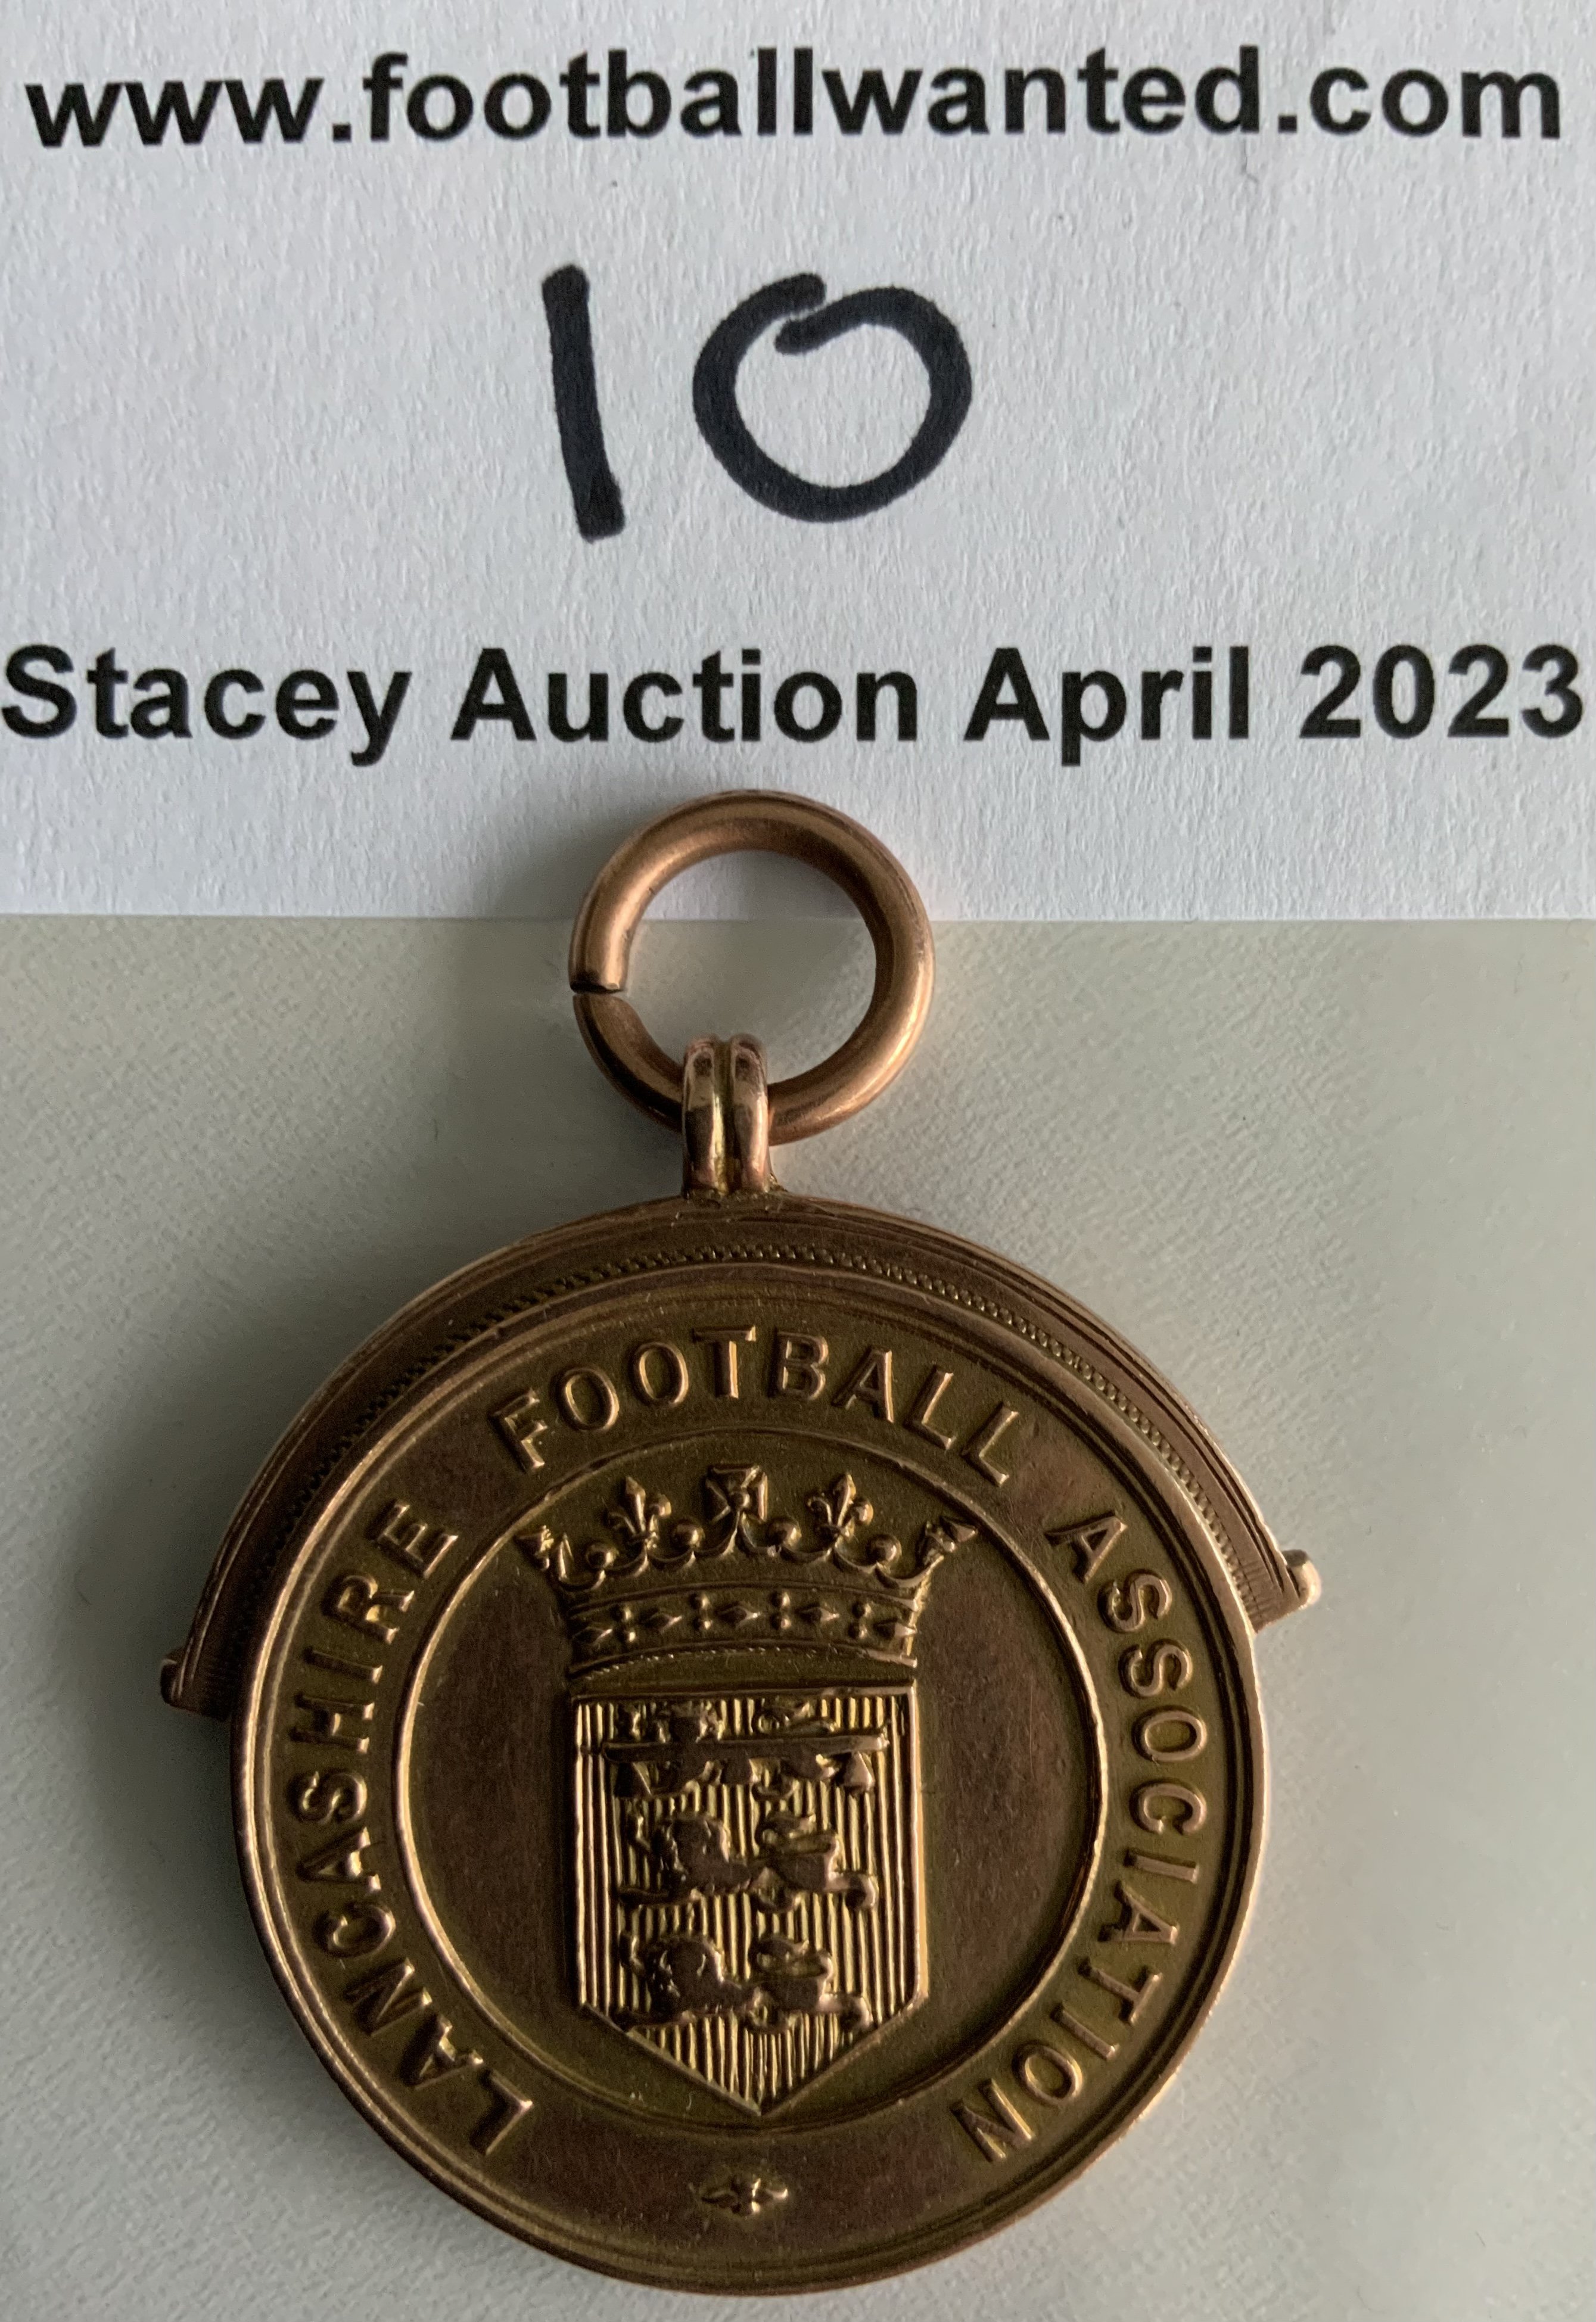 www.footballwanted.com
10
Stacey Auction April 2023
LANCASHIRE FOOTBALL ASSOCIATION